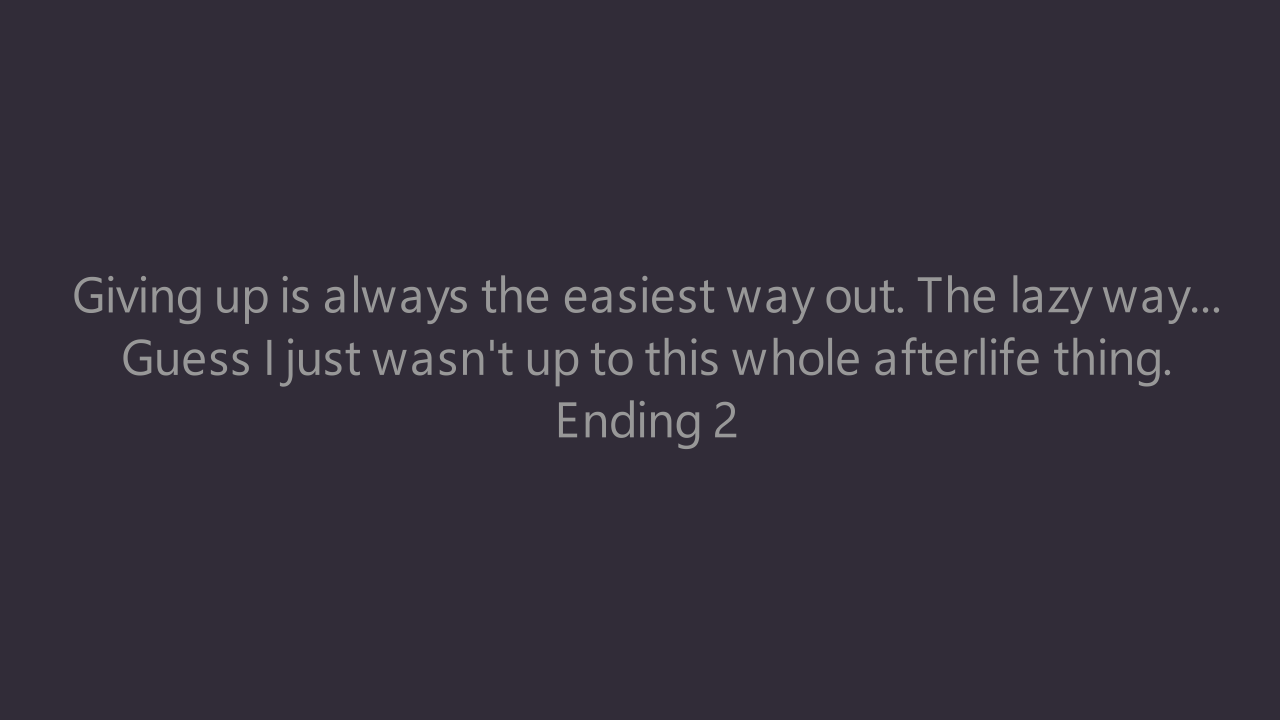 Giving up is always the easiest way out. The lazy way...
Guess I just wasn't up to this whole afterlife thing.
Ending 2